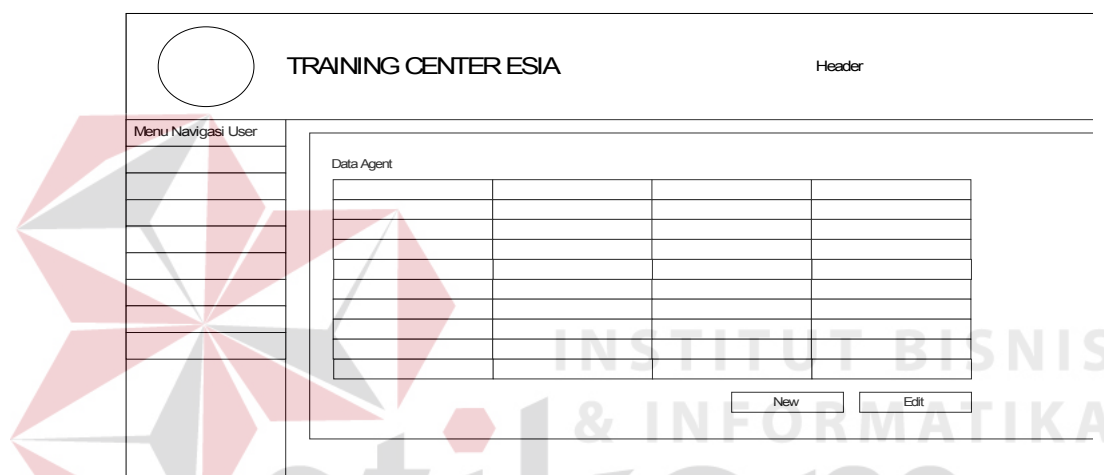 TRAINING CENTER ESIA
Header
Menu Navigasi User
Data Agent
INSTITUT BISNIS
New
Edit
& INFORMATIKA